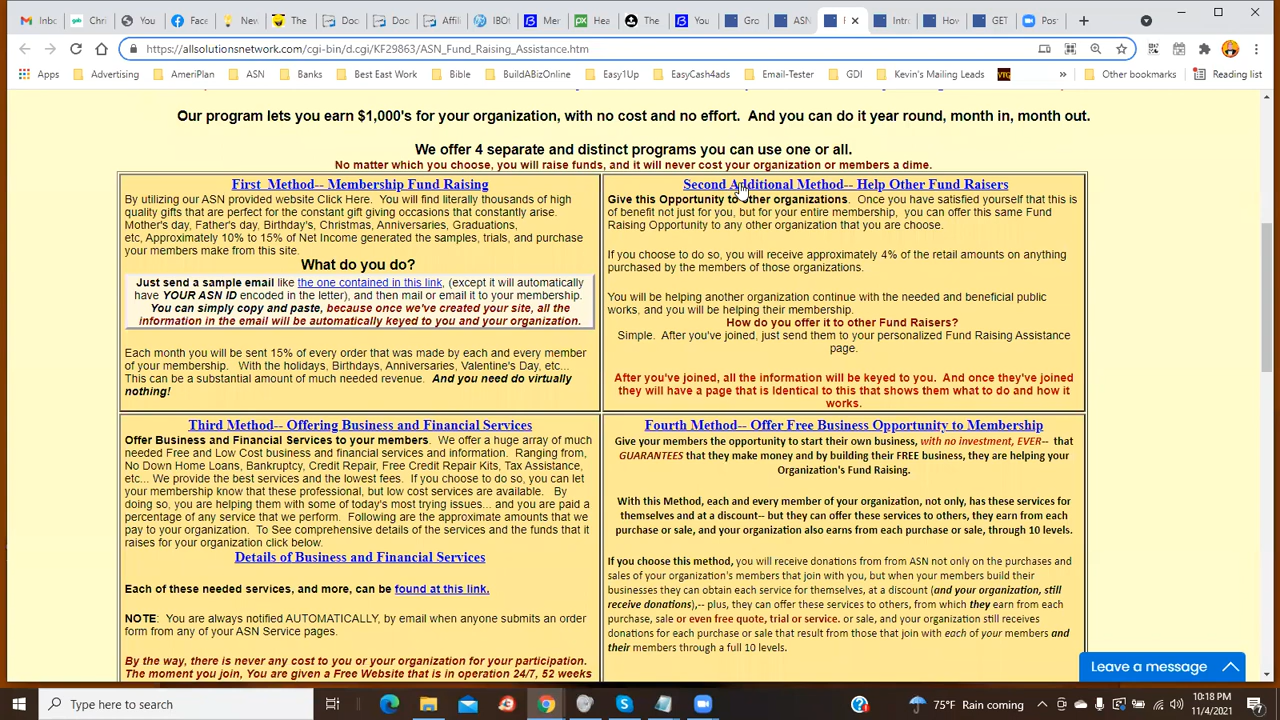 Inbo
Chri
You
Face
New
The
Doc
Doc
Affili
IBO!
Mer
Hea
The
You
Gro
ASN
F
Intr
How
GET
Pos
https://allsolutionsnetwork.com/cgi-bin/d.cgi/KF29863/ASN_Fund_Raising_Assistance.htm
Apps
Advertising
AmeriPlan
ASN
Banks
Best East Work
Bible
BuildABizOnline
Easy1Up
EasyCash4ads
Email-Tester
GDI
Kevin's Mailing Leads
»
Other bookmarks
Reading list
Our program lets you earn $1,000's for your organization, with no cost and no effort. And you can do it year round, month in, month out.
We offer 4 separate and distinct programs you can use one or all.
No matter which you choose, you will raise funds, and it will never cost your organization or members a dime.
First Method-- Membership Fund Raising
By utilizing our ASN provided website Click Here. You will find literally thousands of high
quality gifts that are perfect for the constant gift giving occasions that constantly arise.
Mother's day, Father's day, Birthday's, Christmas, Anniversaries, Graduations,
etc, Approximately 10% to 15% of Net Income generated the samples, trials, and purchase
your members make from this site.
What do you do?
Just send a sample email like the one contained in this link, (except it will automatically
have YOUR ASN ID encoded in the letter), and then mail or email it to your membership.
You can simply copy and paste, because once we've created your site, all the
information in the email will be automatically keyed to you and your organization.
Each month you will be sent 15% of every order that was made by each and every member
of your membership. With the holidays, Birthdays, Anniversaries, Valentine's Day, etc...
This can be a substantial amount of much needed revenue. And you need do virtually
nothing!
Second Additional Method-- Help Other Fund Raisers
Give this Opportunity to other organizations. Once you have satisfied yourself that this is
of benefit not just for you, but for your entire membership, you can offer this same Fund
Raising Opportunity to any other organization that you are choose.
If you choose to do so, you will receive approximately 4% of the retail amounts on anything
purchased by the members of those organizations.
You will be helping another organization continue with the needed and beneficial public
works, and you will be helping their membership.
How do you offer it to other Fund Raisers?
Simple. After you've joined, just send them to your personalized Fund Raising Assistance
page.
After you've joined, all the information will be keyed to you. And once they've joined
they will have a page that is Identical to this that shows them what to do and how it
works.
Third Method-- Offering Business and Financial Services
Offer Business and Financial Services to your members. We offer a huge array of much
needed Free and Low Cost business and financial services and information. Ranging from,
No Down Home Loans, Bankruptcy, Credit Repair, Free Credit Repair Kits, Tax Assistance,
etc... We provide the best services and the lowest fees. If you choose to do so, you can let
your membership know that these professional, but low cost services are available. By
doing so, you are helping them with some of today's most trying issues... and you are paid a
percentage of any service that we perform. Following are the approximate amounts that we
pay to your organization. To See comprehensive details of the services and the funds that it
raises for your organization click below.
Details of Business and Financial Services
Each of these needed services, and more, can be found at this link.
NOTE: You are always notified AUTOMATICALLY, by email when anyone submits an order
form from any of your ASN Service pages.
By the way, there is never any cost to you or your organization for your participation.
The moment you join, You are given a Free Website that is in operation 24/7, 52 weeks
Fourth Method-- Offer Free Business Opportunity to Membership
Give your members the opportunity to start their own business, with no investment, EVER-- that
GUARANTEES that they make money and by building their FREE business, they are helping your
Organization's Fund Raising.
With this Method, each and every member of your organization, not only, has these services for
themselves and at a discount-- but they can offer these services to others, they earn from each
purchase or sale, and your organization also earns from each purchase or sale, through 10 levels.
If you choose this method, you will receive donations from from ASN not only on the purchases and
sales of your organization's members that join with you, but when your members build their
businesses they can obtain each service for themselves, at a discount (and your organization, still
receive donations),-- plus, they can offer these services to others, from which they earn from each
purchase, sale or even free quote, trial or service. or sale, and your organization still receives
donations for each purchase or sale that result from those that join with each of your members and
their members through a full 10 levels.
Leave a message
Type here to search
75°F Raining now
10:18 PM
11/4/2021